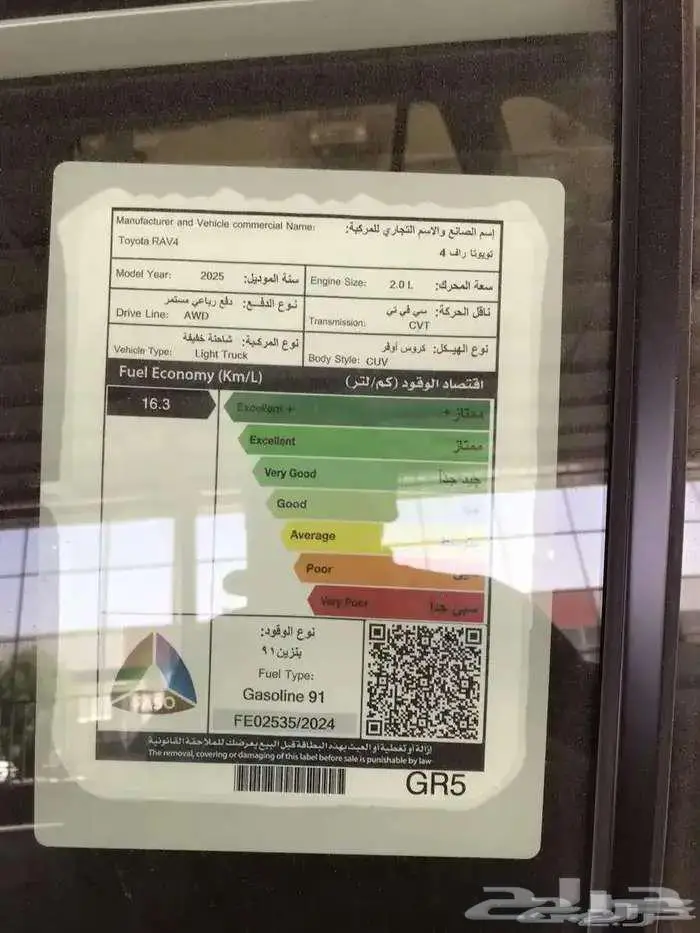 Manufacturer and Vehicle commercial Name: إسم الصانع والاسم التجاري للمركبة:
Toyota RAV4 تويوتا راف 4
Model Year: 2025 سنة الموديل: Engine Size: 2.0 L سعة المحرك:
نوع الدفع: دفع رباعي مستمر
Drive Line: AWD
ناقل الحركة: سي في تي
Transmission: CVT
نوع المركبة: شاحنة خفيفة
Vehicle Type: Light Truck
نوع الهيكل: كروس أوفر
Body Style: CUV
Fuel Economy (Km/L) اقتصاد الوقود (كم/لتر)
16.3 Excellent + ممتاز +
Excellent ممتاز
Very Good جيد جداً
Good
Average
Poor
Very Poor سيئ جداً
نوع الوقود:
بنزين ٩١
Fuel Type:
Gasoline 91
FE02535/2024
SASO
إزالة أو تغطية أو العبث بهذه البطاقة قبل البيع يعرضك للملاحقة القانونية
The removal, covering or damaging of this label before sale is punishable by law
GR5
حراج